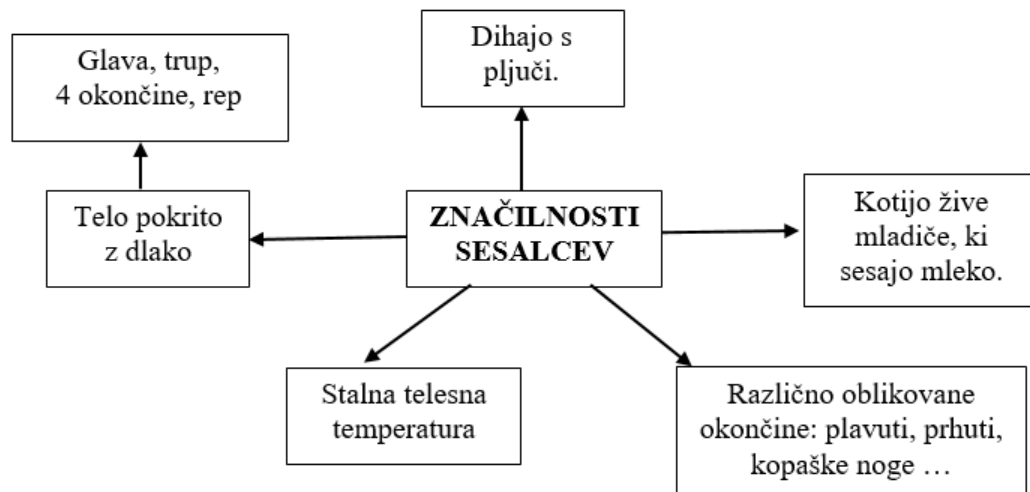 Glava, trup,
4 okončine, rep
Dihajo s
pljuči.
Telo pokrito
z dlako
ZNAČILNOSTI
SESALCEV
Kotijo žive
mladiče, ki
sesajo mleko.
Stalna telesna
temperatura
Različno oblikovane
okončine: plavuti, prhuti,
kopaške noge …